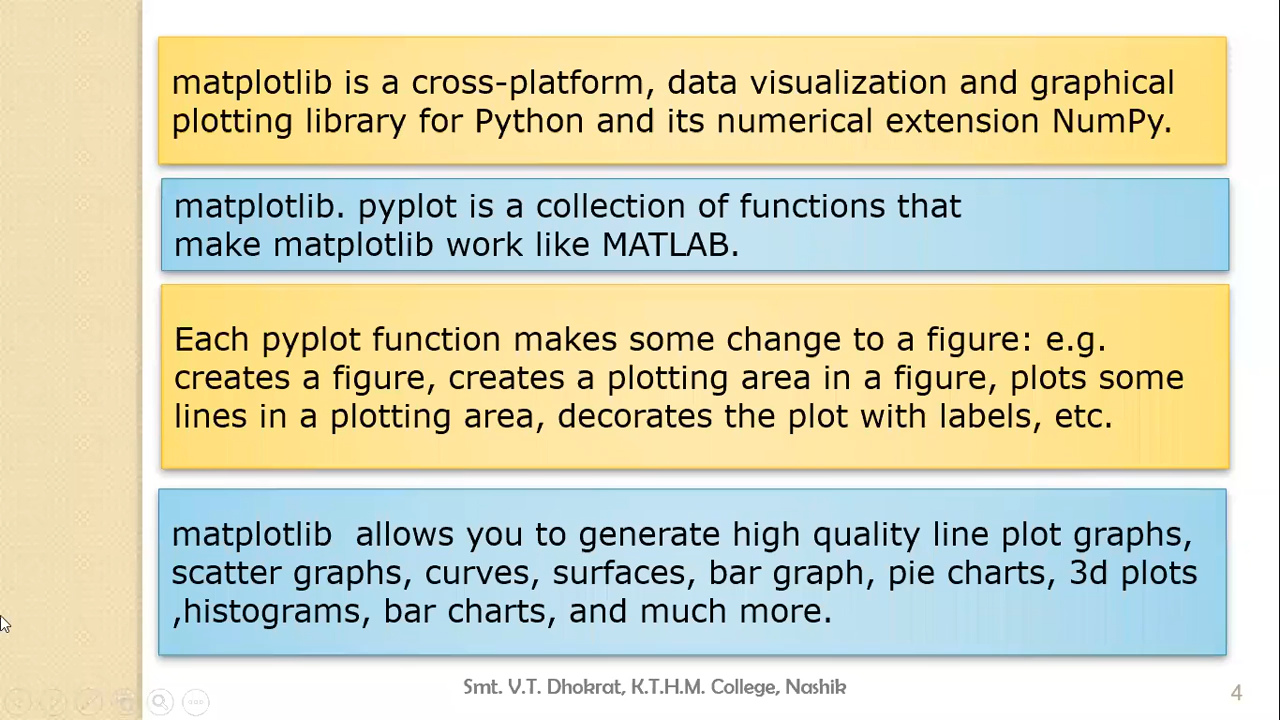 matplotlib is a cross-platform, data visualization and graphical
plotting library for Python and its numerical extension NumPy.
matplotlib. pyplot is a collection of functions that
make matplotlib work like MATLAB.
Each pyplot function makes some change to a figure: e.g.
creates a figure, creates a plotting area in a figure, plots some
lines in a plotting area, decorates the plot with labels, etc.
matplotlib  allows you to generate high quality line plot graphs,
scatter graphs, curves, surfaces, bar graph, pie charts, 3d plots
,histograms, bar charts, and much more.
Smt. V.T. Dhokrat, K.T.H.M. College, Nashik
4